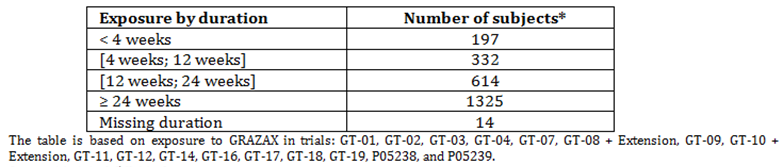 Exposure by duration Number of subjects*
< 4 weeks 197
[4 weeks; 12 weeks] 332
[12 weeks; 24 weeks] 614
≥ 24 weeks 1325
Missing duration 14
The table is based on exposure to GRAZAX in trials: GT-01, GT-02, GT-03, GT-04, GT-07, GT-08 + Extension, GT-09, GT-10 +
Extension, GT-11, GT-12, GT-14, GT-16, GT-17, GT-18, GT-19, P05238, and P05239.